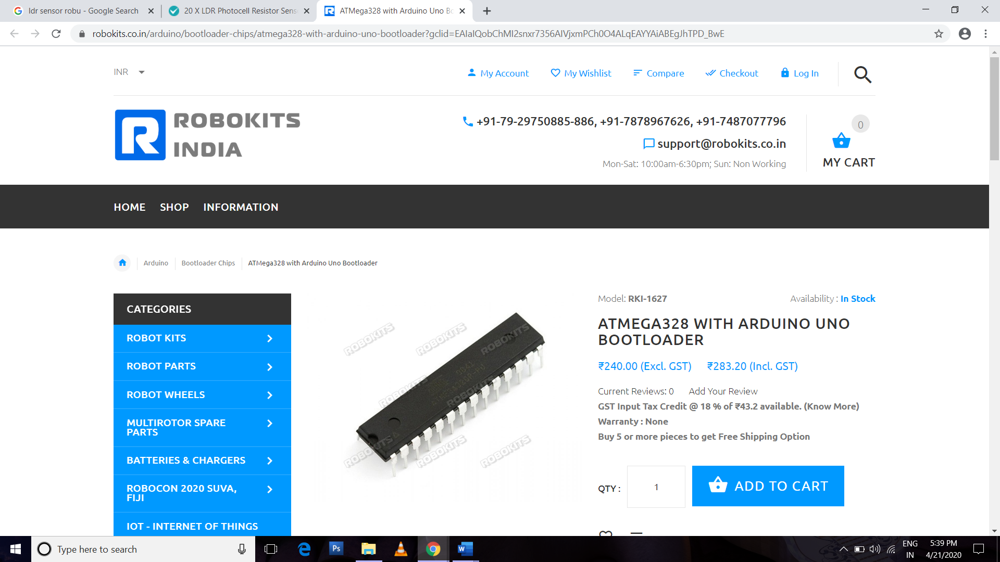 ldr sensor robu - Google Search
20 X LDR Photocell Resistor Sens
ATMega328 with Arduino Uno Bo
robokits.co.in/arduino/bootloader-chips/atmega328-with-arduino-uno-bootloader?gclid=EAIaIQobChMI2snxr7356AIVjxmPCh0O4ALqEAYYAiABEgJhTPD_BwE
INR
My Account
My Wishlist
Compare
Checkout
Log In
ROBOKITS
INDIA
+91-79-29750885-886, +91-7878967626, +91-7487077796
support@robokits.co.in
Mon-Sat: 10:00am-6:30pm; Sun: Non Working
0
MY CART
HOME
SHOP
INFORMATION
Arduino
Bootloader Chips
ATMega328 with Arduino Uno Bootloader
CATEGORIES
ROBOT KITS
ROBOT PARTS
ROBOT WHEELS
MULTIROTOR SPARE
PARTS
BATTERIES & CHARGERS
ROBOCON 2020 SUVA,
FIJI
IOT - INTERNET OF THINGS
ROBOKITS
ROBOKITS
ROBOKITS
ROBOKITS
ROBOKITS
ROBOKITS
ROBOKITS
ROBOKITS
Model: RKI-1627
Availability : In Stock
ATMEGA328 WITH ARDUINO UNO
BOOTLOADER
₹240.00 (Excl. GST)
₹283.20 (Incl. GST)
Current Reviews: 0
Add Your Review
GST Input Tax Credit @ 18 % of ₹43.2 available. (Know More)
Warranty : None
Buy 5 or more pieces to get Free Shipping Option
QTY :
1
ADD TO CART
Type here to search
Ps
W
ENG
IN
5:39 PM
4/21/2020